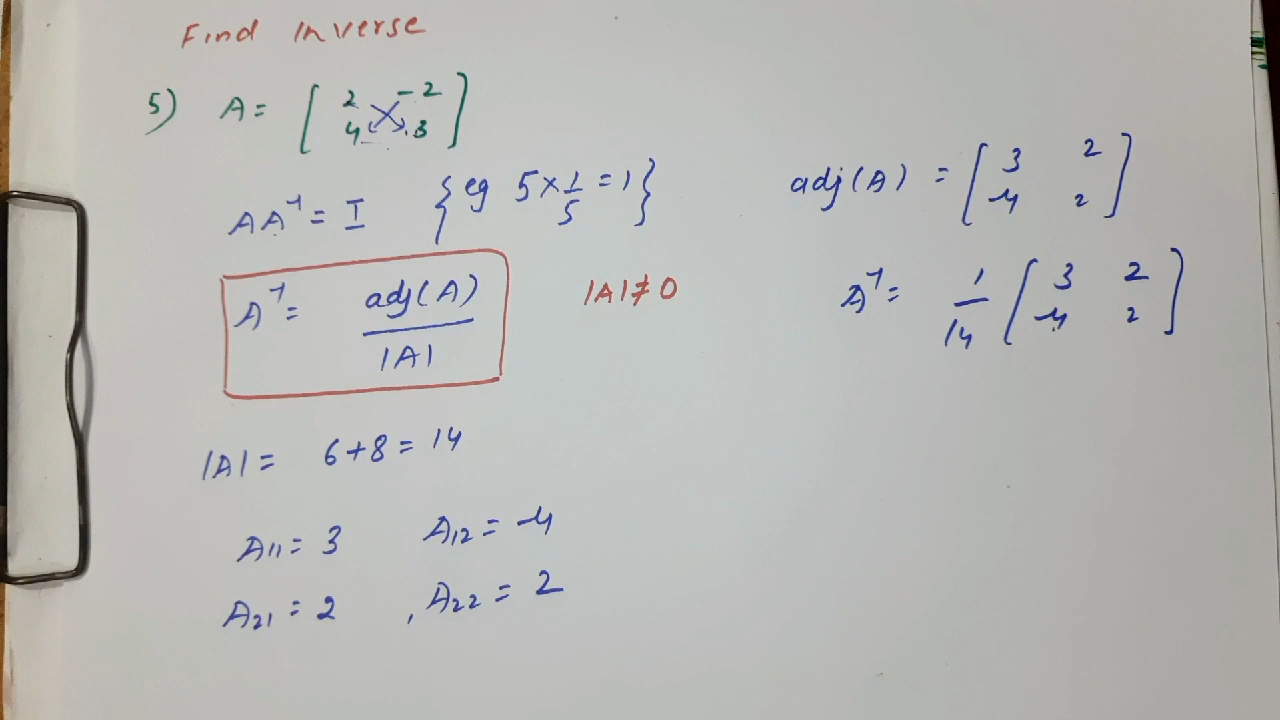 Find Inverse
5) A = [ 2 -2
4 3 ]
AA⁻¹ = I { eg 5 × 1/5 = 1 }
A⁻¹ = adj(A) / |A|
|A| ≠ 0
|A| = 6+8 = 14
A₁₁ = 3 A₁₂ = -4
A₂₁ = 2 , A₂₂ = 2
adj(A) = [ 3 2
-4 2 ]
A⁻¹ = 1/14 [ 3 2
-4 2 ]